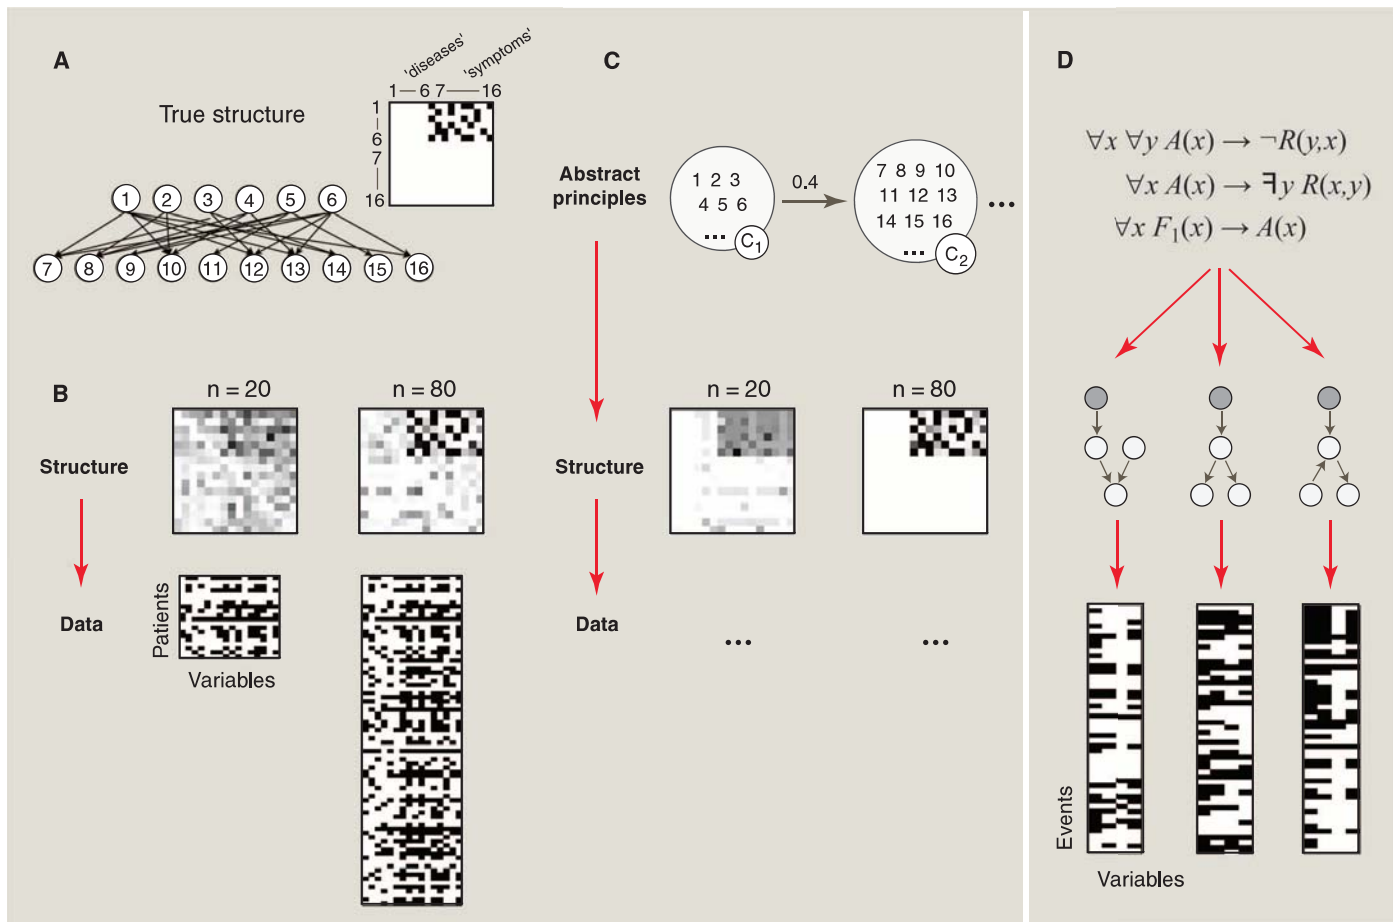 A
True structure
'diseases' 'symptoms'
1 — 6 7 — 16
1
6
7
16
1 2 3 4 5 6
7 8 9 10 11 12 13 14 15 16
B
n = 20 n = 80
Structure
Data
Patients
Variables
C
Abstract
principles
1 2 3
4 5 6
...
C1
0.4
7 8 9 10
11 12 13
14 15 16
...
C2
...
n = 20 n = 80
Structure
Data
... ...
D
∀x ∀y A(x) → ¬R(y,x)
∀x A(x) → ∃y R(x,y)
∀x F₁(x) → A(x)
Events
Variables